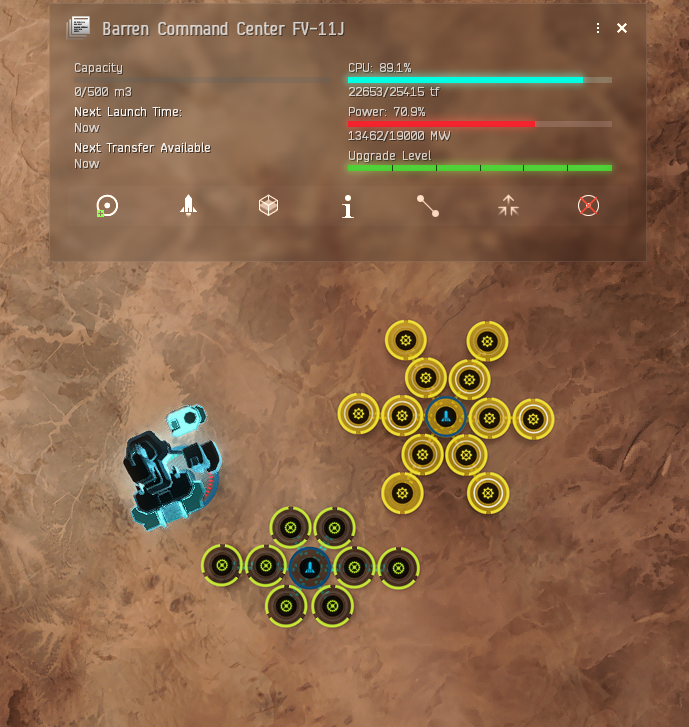 Barren Command Center FV-11J
Capacity
0/500 m3
Next Launch Time:
Now
Next Transfer Available
Now
CPU: 89.1%
22653/25415 tf
Power: 70.9%
13462/19000 MW
Upgrade Level